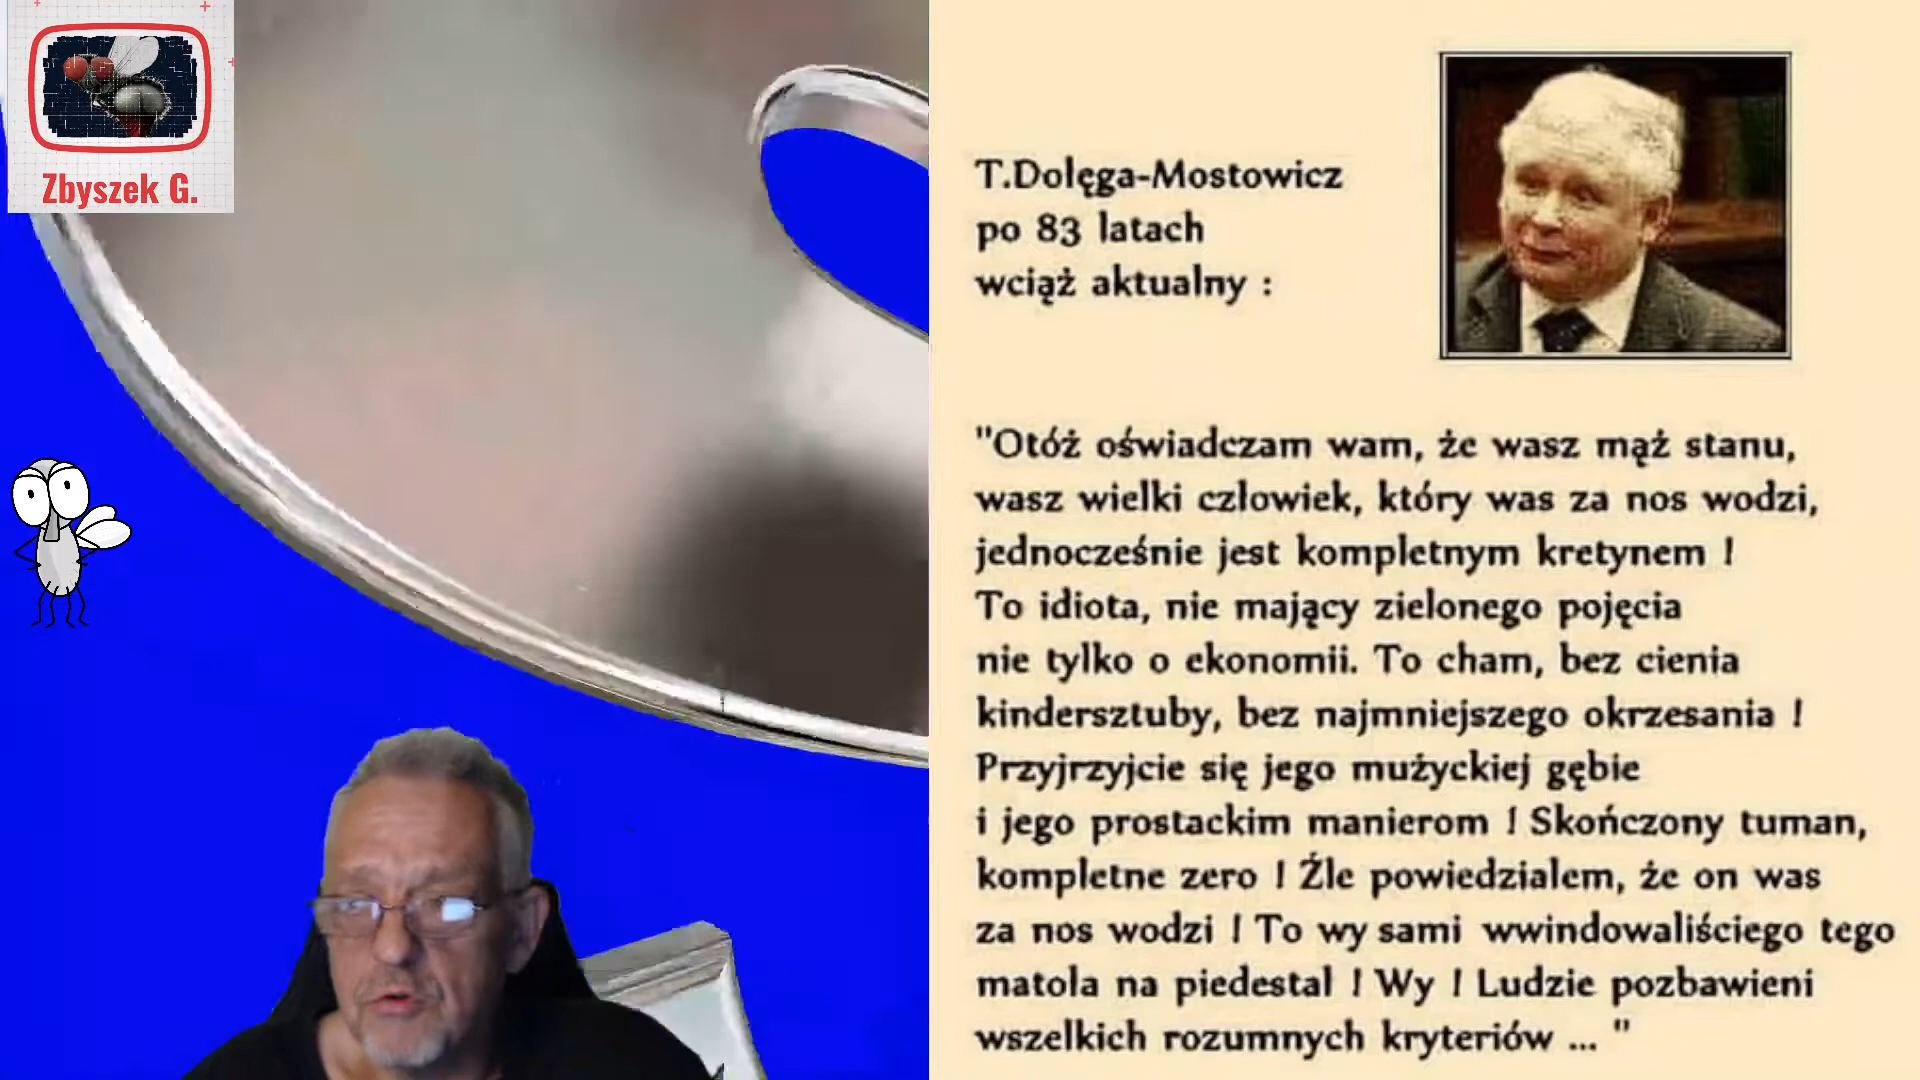 Zbyszek G.
T.Dolęga-Mostowicz
po 83 latach
wciąż aktualny :
"Otóż oświadczam wam, że wasz mąż stanu,
wasz wielki człowiek, który was za nos wodzi,
jednocześnie jest kompletnym kretynem !
To idiota, nie mający zielonego pojęcia
nie tylko o ekonomii. To cham, bez cienia
kindersztuby, bez najmniejszego okrzesania !
Przyjrzyjcie się jego mużyckiej gębie
i jego prostackim manierom ! Skończony tuman,
kompletne zero ! Źle powiedziałem, że on was
za nos wodzi ! To wy sami wwindowaliściego tego
matoła na piedestał ! Wy ! Ludzie pozbawieni
wszelkich rozumnych kryteriów ... "